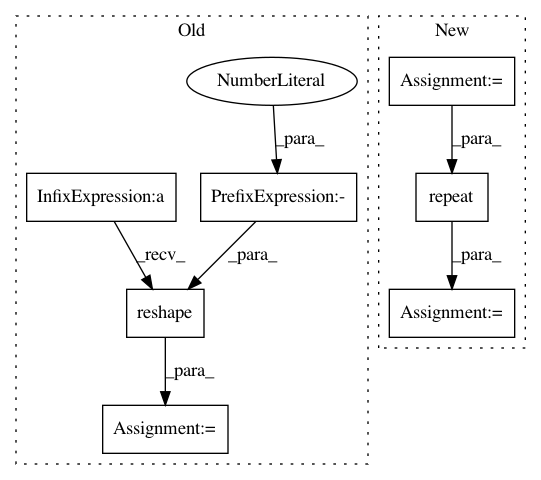 Old
New
NumberLiteral
Assignment:=
_para_
_para_
InfixExpression:a
PrefixExpression:-
repeat
_recv_
_para_
_para_
reshape
Assignment:=
_para_
Assignment:=